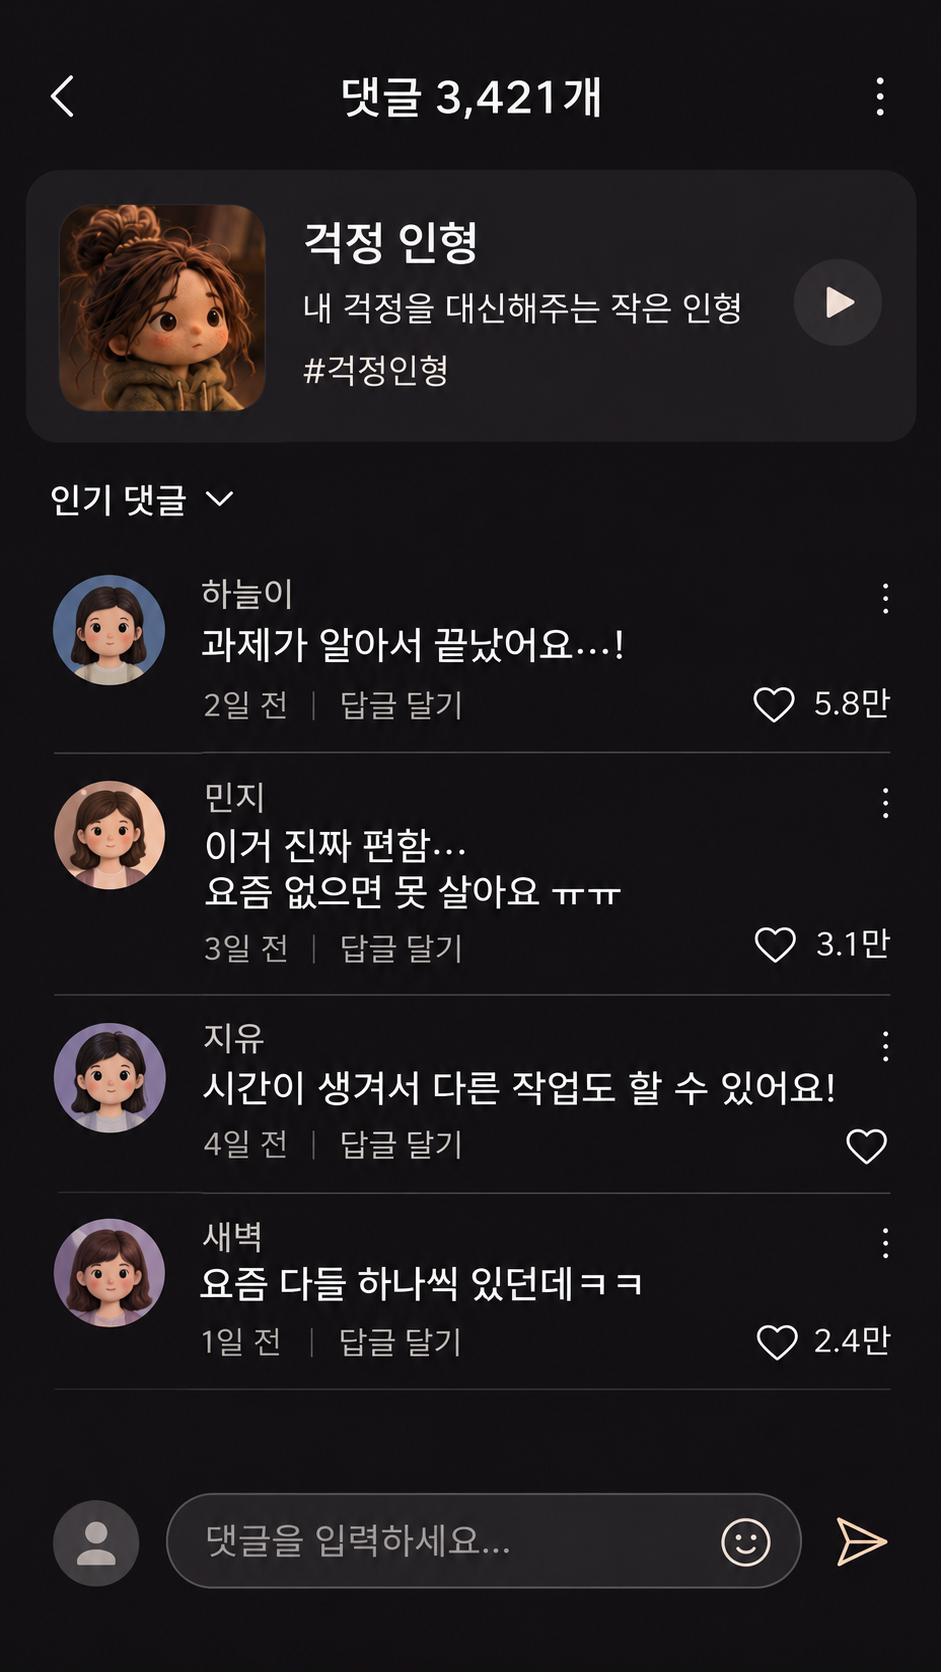 댓글 3,421개
걱정 인형
내 걱정을 대신해주는 작은 인형
#걱정인형
인기 댓글
하늘이
과제가 알아서 끝났어요...!
2일 전 | 답글 달기
5.8만
민지
이거 진짜 편함...
요즘 없으면 못 살아요 ㅠㅠ
3일 전 | 답글 달기
3.1만
지유
시간이 생겨서 다른 작업도 할 수 있어요!
4일 전 | 답글 달기
새벽
요즘 다들 하나씩 있던데ㅋㅋ
1일 전 | 답글 달기
2.4만
댓글을 입력하세요...